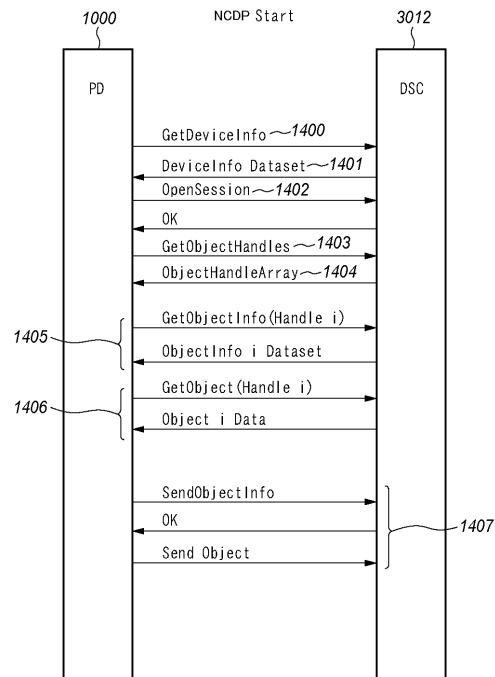 1000
NCDP Start
3012
PD
DSC
GetDeviceInfo 1400
DeviceInfo Dataset 1401
OpenSession 1402
OK
GetObjectHandles 1403
ObjectHandleArray 1404
GetObjectInfo(Handle i)
1405
ObjectInfo i Dataset
GetObject(Handle i)
1406
Object i Data
SendObjectInfo
OK
1407
Send Object